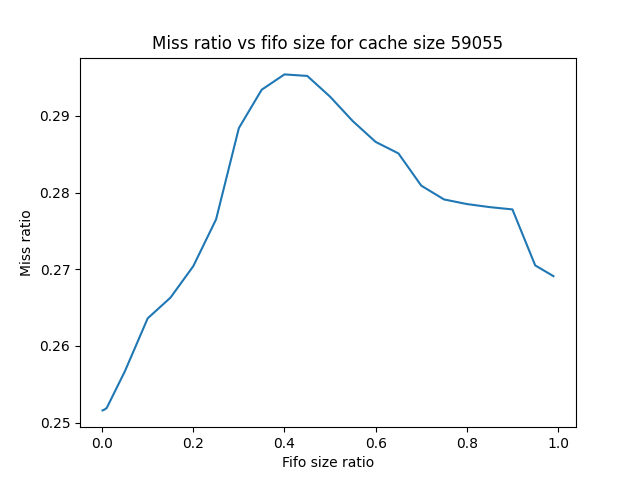 Miss ratio vs fifo size for cache size 59055
0.29
0.28
0.27
0.26
0.25
Miss ratio
0.0 0.2 0.4 0.6 0.8 1.0
Fifo size ratio